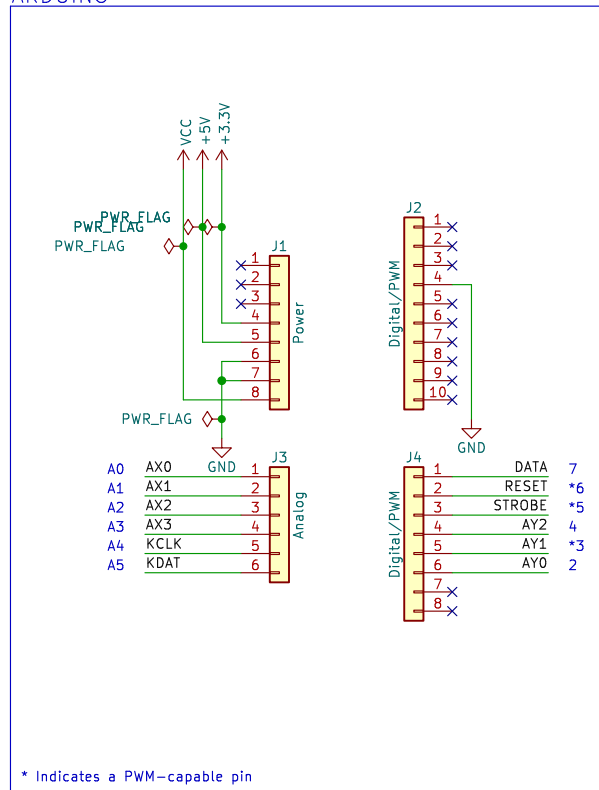 ARDUINO
VCC
+5V
+3.3V
PWR_FLAG
PWR_FLAG
PWR_FLAG
J1
1
2
3
4
5
6
7
8
Power
PWR_FLAG
GND
J2
1
2
3
4
5
6
7
8
9
10
Digital/PWM
GND
J3
A0 AX0 1
A1 AX1 2
A2 AX2 3
A3 AX3 4
A4 KCLK 5
A5 KDAT 6
Analog
J4
1 DATA 7
2 RESET *6
3 STROBE *5
4 AY2 4
5 AY1 *3
6 AY0 2
7
8
Digital/PWM
* Indicates a PWM-capable pin